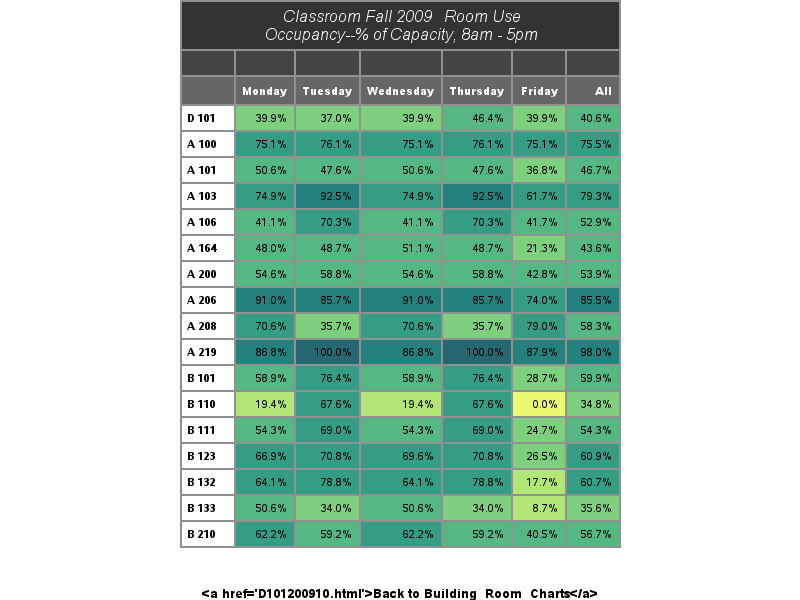 Classroom Fall 2009 Room Use
Occupancy--% of Capacity, 8am - 5pm
Monday Tuesday Wednesday Thursday Friday All
D 101 39.9% 37.0% 39.9% 46.4% 39.9% 40.6%
A 100 75.1% 76.1% 75.1% 76.1% 75.1% 75.5%
A 101 50.6% 47.6% 50.6% 47.6% 36.8% 46.7%
A 103 74.9% 92.5% 74.9% 92.5% 61.7% 79.3%
A 106 41.1% 70.3% 41.1% 70.3% 41.7% 52.9%
A 164 48.0% 48.7% 51.1% 48.7% 21.3% 43.6%
A 200 54.6% 58.8% 54.6% 58.8% 42.8% 53.9%
A 206 91.0% 85.7% 91.0% 85.7% 74.0% 85.5%
A 208 70.6% 35.7% 70.6% 35.7% 79.0% 58.3%
A 219 86.8% 100.0% 86.8% 100.0% 87.9% 98.0%
B 101 58.9% 76.4% 58.9% 76.4% 28.7% 59.9%
B 110 19.4% 67.6% 19.4% 67.6% 0.0% 34.8%
B 111 54.3% 69.0% 54.3% 69.0% 24.7% 54.3%
B 123 66.9% 70.8% 69.6% 70.8% 26.5% 60.9%
B 132 64.1% 78.8% 64.1% 78.8% 17.7% 60.7%
B 133 50.6% 34.0% 50.6% 34.0% 8.7% 35.6%
B 210 62.2% 59.2% 62.2% 59.2% 40.5% 56.7%
<a href='D101200910.html'>Back to Building Room Charts</a>